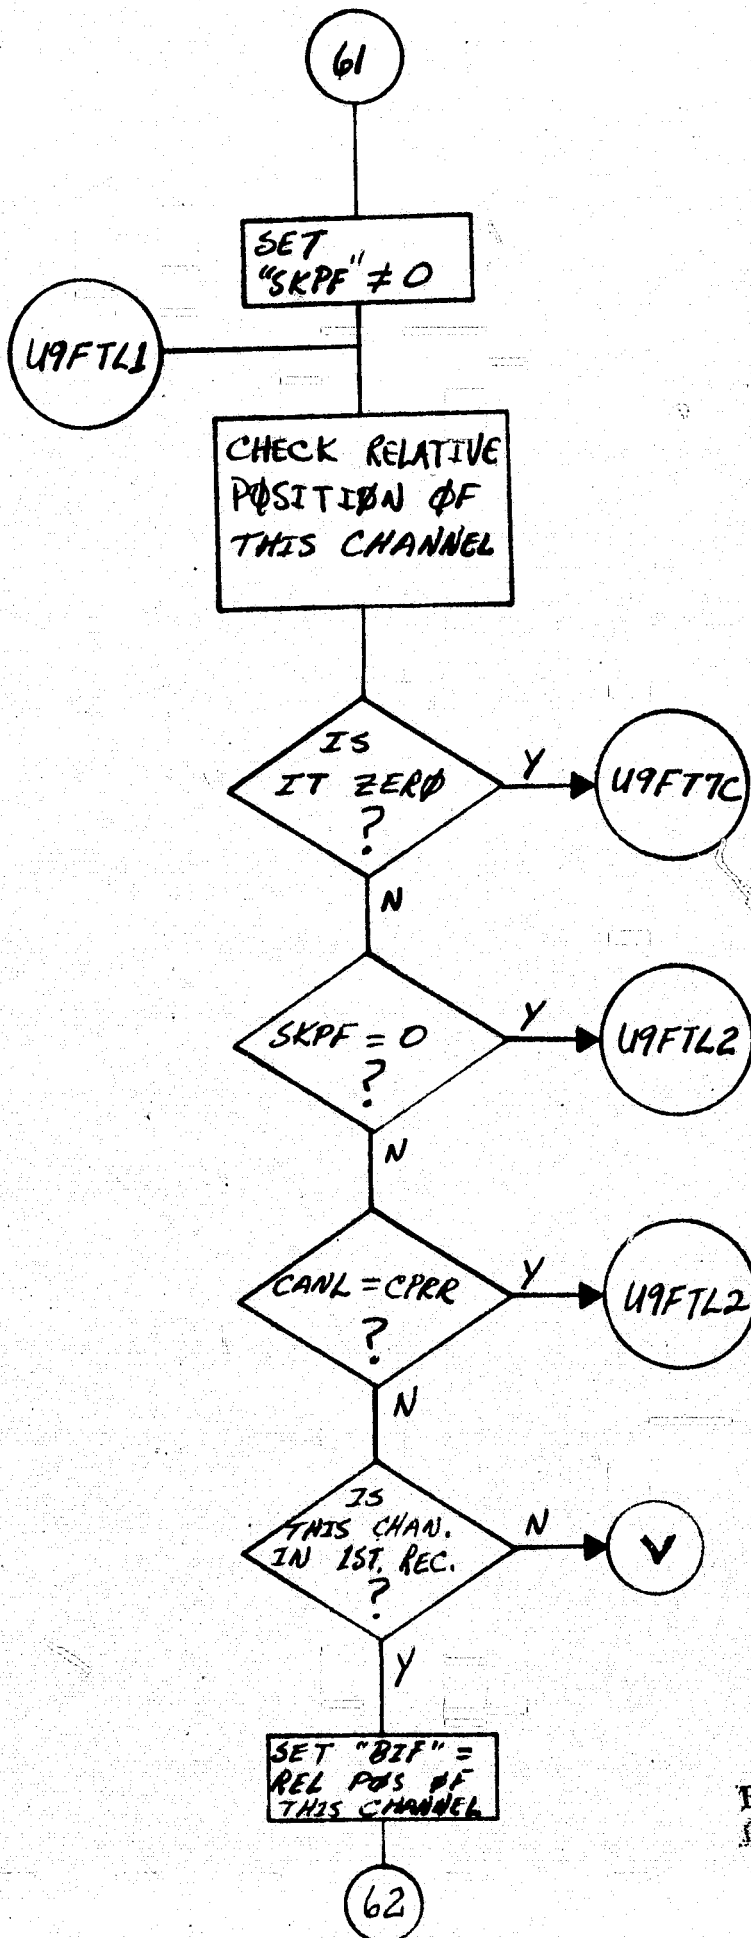 61
SET
"SKPF" ≠ 0
U9FTL1
CHECK RELATIVE
PØSITIØN ØF
THIS CHANNEL
IS
IT ZERØ
?
Y
U9FT7C
N
SKPF = 0
?
Y
U9FTL2
N
CANL = CPRR
?
Y
U9FTL2
N
IS
THIS CHAN.
IN 1ST. REC.
?
N
V
Y
SET "BIF" =
REL PØS ØF
THIS CHANNEL
62